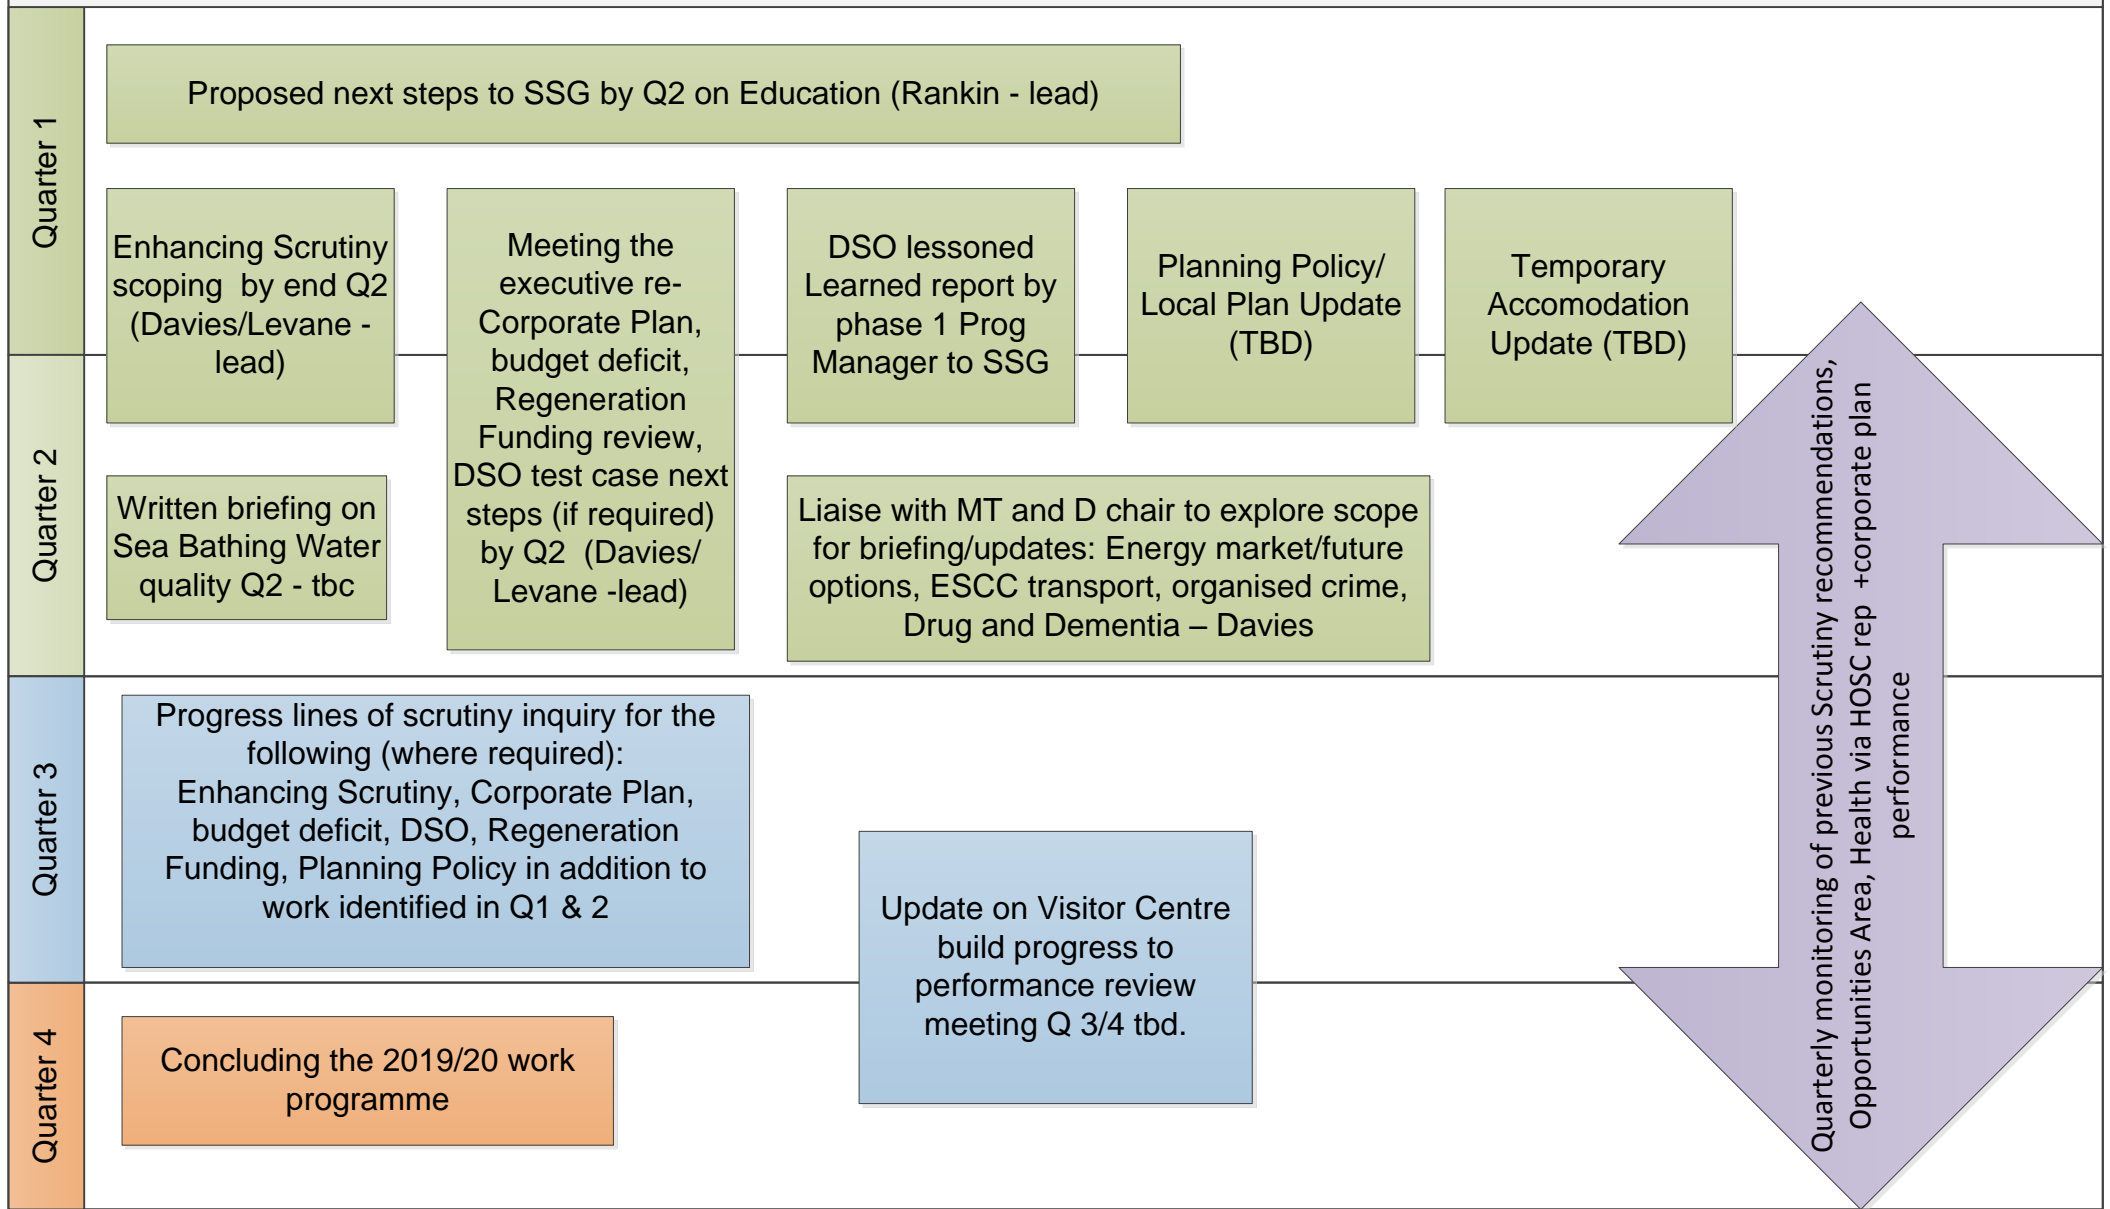 Quarter 1
Proposed next steps to SSG by Q2 on Education (Rankin - lead)
Enhancing Scrutiny
scoping  by end Q2
(Davies/Levane -
lead)
Meeting the
executive re-
Corporate Plan,
budget deficit,
Regeneration
Funding review,
DSO test case next
steps (if required)
by Q2  (Davies/
Levane -lead)
DSO lessoned
Learned report by
phase 1 Prog
Manager to SSG
Planning Policy/
Local Plan Update
(TBD)
Temporary
Accomodation
Update (TBD)
Quarter 2
Written briefing on
Sea Bathing Water
quality Q2 - tbc
Liaise with MT and D chair to explore scope
for briefing/updates: Energy market/future
options, ESCC transport, organised crime,
Drug and Dementia – Davies
Quarterly monitoring of previous Scrutiny recommendations,
Opportunities Area, Health via HOSC rep  +corporate plan
performance
Quarter 3
Progress lines of scrutiny inquiry for the
following (where required):
Enhancing Scrutiny, Corporate Plan,
budget deficit, DSO, Regeneration
Funding, Planning Policy in addition to
work identified in Q1 & 2
Update on Visitor Centre
build progress to
performance review
meeting Q 3/4 tbd.
Quarter 4
Concluding the 2019/20 work
programme